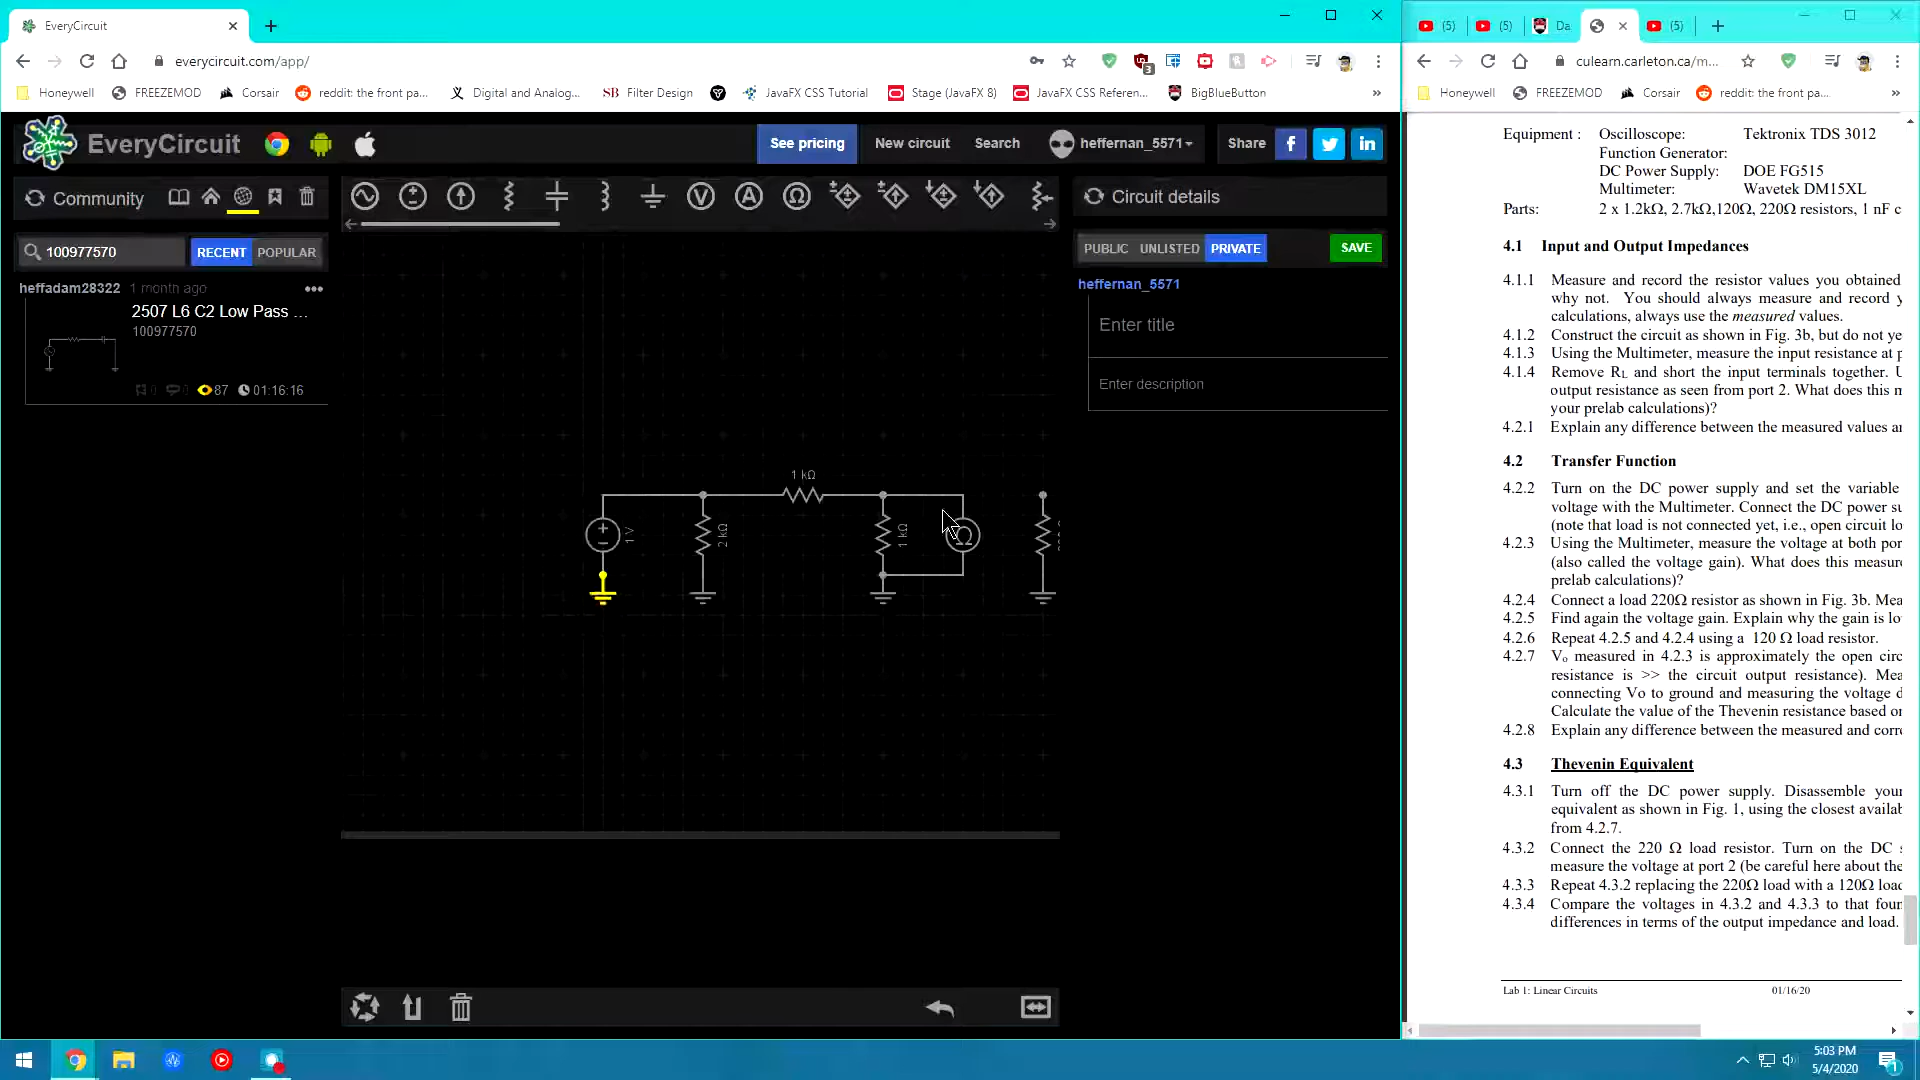 EveryCircuit
everycircuit.com/app/
3
Honeywell
FREEZEMOD
Corsair
reddit: the front pa...
Digital and Analog...
SB Filter Design
JavaFX CSS Tutorial
Stage (JavaFX 8)
JavaFX CSS Referen...
BigBlueButton
»
EveryCircuit
See pricing
New circuit
Search
heffernan_5571
Share
Community
100977570
RECENT
POPULAR
heffadam28322 1 month ago
2507 L6 C2 Low Pass ...
100977570
0
0
87
01:16:16
V
A
Ω
1 kΩ
1 V
2 kΩ
1 kΩ
Ω
Circuit details
PUBLIC
UNLISTED
PRIVATE
SAVE
heffernan_5571
Enter title
Enter description
(5)
(5)
Da
(5)
culearn.carleton.ca/m...
Honeywell
FREEZEMOD
Corsair
reddit: the front pa...
»
Equipment : Oscilloscope: Tektronix TDS 3012
Function Generator:
DC Power Supply: DOE FG515
Multimeter: Wavetek DM15XL
Parts: 2 x 1.2kΩ, 2.7kΩ,120Ω, 220Ω resistors, 1 nF c
4.1 Input and Output Impedances
4.1.1 Measure and record the resistor values you obtained
why not. You should always measure and record y
calculations, always use the measured values.
4.1.2 Construct the circuit as shown in Fig. 3b, but do not ye
4.1.3 Using the Multimeter, measure the input resistance at p
4.1.4 Remove RL and short the input terminals together. U
output resistance as seen from port 2. What does this m
your prelab calculations)?
4.2.1 Explain any difference between the measured values an
4.2 Transfer Function
4.2.2 Turn on the DC power supply and set the variable
voltage with the Multimeter. Connect the DC power su
(note that load is not connected yet, i.e., open circuit lo
4.2.3 Using the Multimeter, measure the voltage at both por
(also called the voltage gain). What does this measure
prelab calculations)?
4.2.4 Connect a load 220Ω resistor as shown in Fig. 3b. Mea
4.2.5 Find again the voltage gain. Explain why the gain is lo
4.2.6 Repeat 4.2.5 and 4.2.4 using a 120 Ω load resistor.
4.2.7 Vo measured in 4.2.3 is approximately the open circ
resistance is >> the circuit output resistance). Mea
connecting Vo to ground and measuring the voltage d
Calculate the value of the Thevenin resistance based on
4.2.8 Explain any difference between the measured and corre
4.3 Thevenin Equivalent
4.3.1 Turn off the DC power supply. Disassemble your
equivalent as shown in Fig. 1, using the closest availab
from 4.2.7.
4.3.2 Connect the 220 Ω load resistor. Turn on the DC s
measure the voltage at port 2 (be careful here about the
4.3.3 Repeat 4.3.2 replacing the 220Ω load with a 120Ω load
4.3.4 Compare the voltages in 4.3.2 and 4.3.3 to that foun
differences in terms of the output impedance and load.
Lab 1: Linear Circuits 01/16/20
5:03 PM
5/4/2020
1